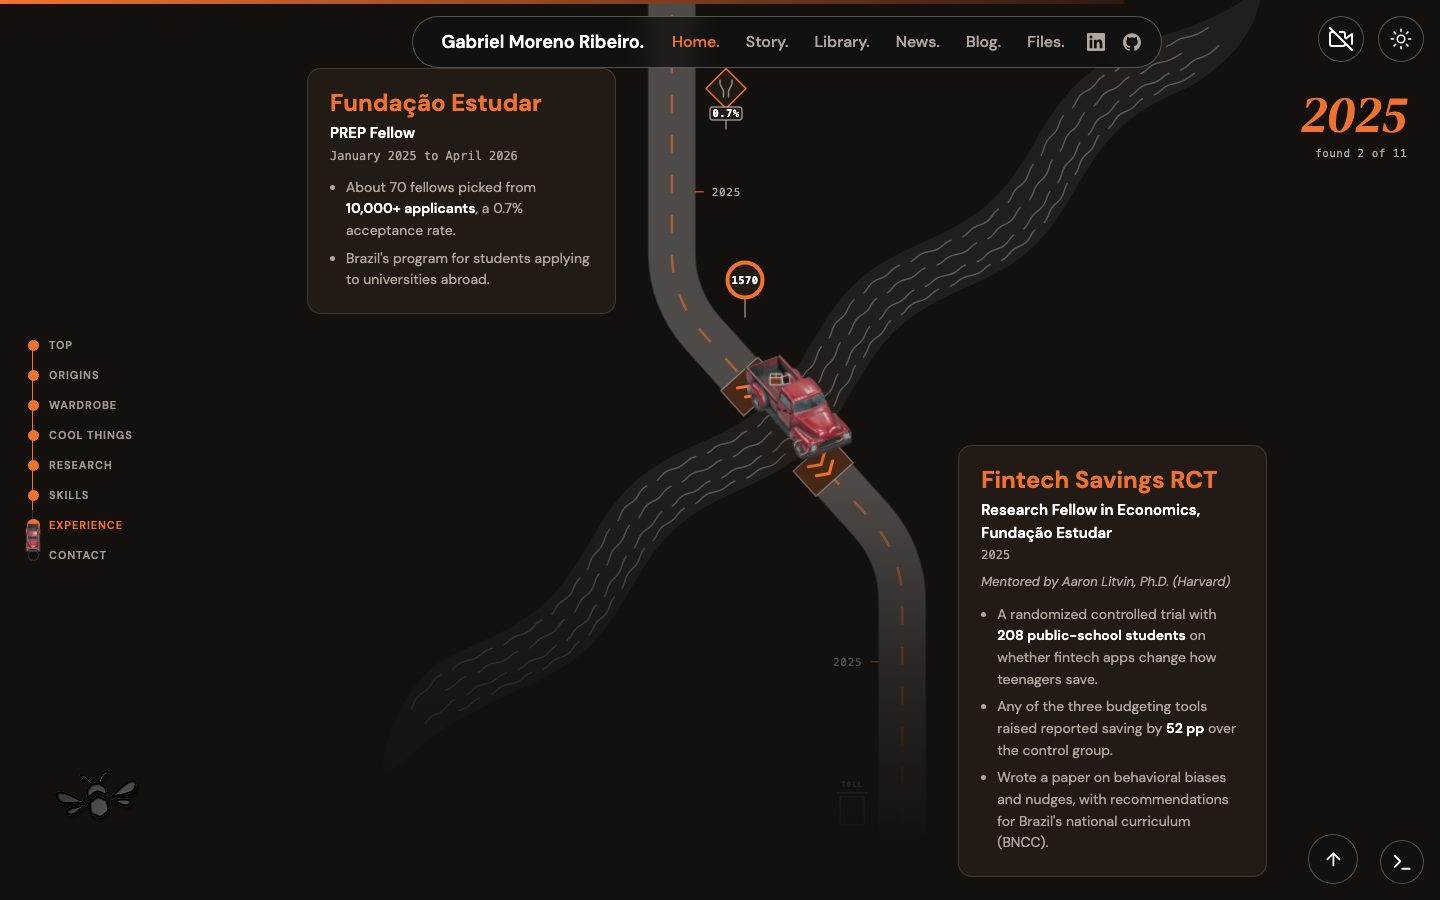 Gabriel Moreno Ribeiro. Home. Story. Library. News. Blog. Files.
2025
found 2 of 11
Fundação Estudar
PREP Fellow
January 2025 to April 2026
About 70 fellows picked from
10,000+ applicants, a 0.7%
acceptance rate.
Brazil's program for students applying
to universities abroad.
0.7%
2025
1570
TOP
ORIGINS
WARDROBE
COOL THINGS
RESEARCH
SKILLS
EXPERIENCE
CONTACT
Fintech Savings RCT
Research Fellow in Economics,
Fundação Estudar
2025
Mentored by Aaron Litvin, Ph.D. (Harvard)
A randomized controlled trial with
208 public-school students on
whether fintech apps change how
teenagers save.
Any of the three budgeting tools
raised reported saving by 52 pp over
the control group.
Wrote a paper on behavioral biases
and nudges, with recommendations
for Brazil's national curriculum
(BNCC).
2025
TOLL